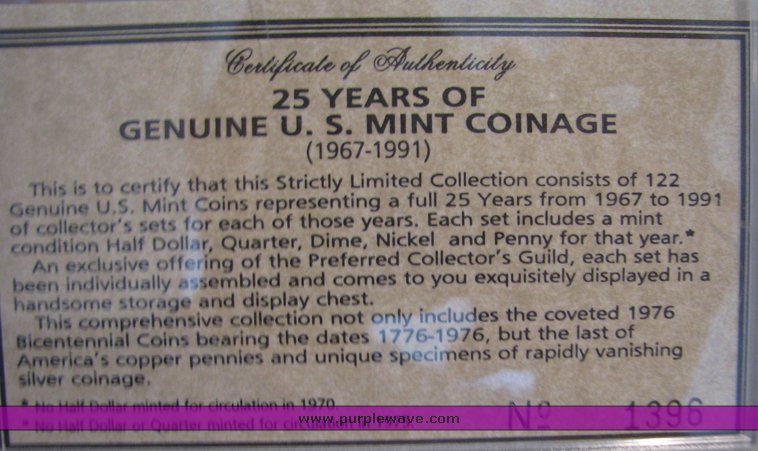 Certificate of Authenticity
25 YEARS OF
GENUINE U. S. MINT COINAGE
(1967-1991)
This is to certify that this Strictly Limited Collection consists of 122
Genuine U.S. Mint Coins representing a full 25 Years from 1967 to 1991
of collector's sets for each of those years. Each set includes a mint
condition Half Dollar, Quarter, Dime, Nickel and Penny for that year.*
An exclusive offering of the Preferred Collector's Guild, each set has
been individually assembled and comes to you exquisitely displayed in a
handsome storage and display chest.
This comprehensive collection not only includes the coveted 1976
Bicentennial Coins bearing the dates 1776-1976, but the last of
America's copper pennies and unique specimens of rapidly vanishing
silver coinage.
* No Half Dollar minted for circulation in 1970
www.purplewave.com
* No Half Dollar or Quarter minted for circulation in
Nº 1396